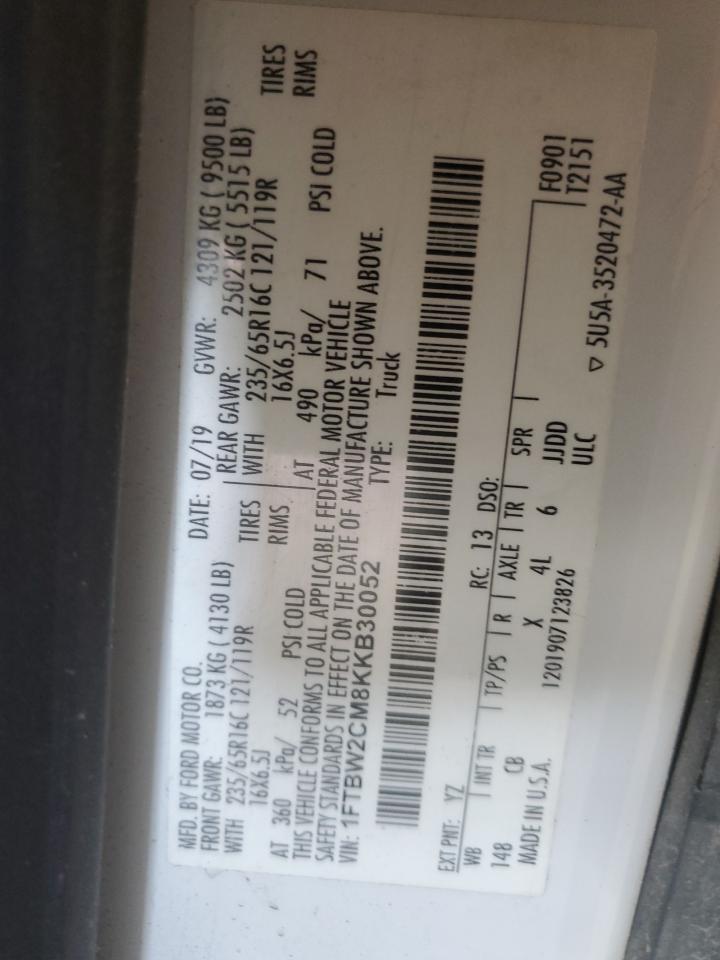 MFD. BY FORD MOTOR CO.
DATE: 07/19 GVWR: 4309 KG ( 9500 LB)
FRONT GAWR: 1873 KG ( 4130 LB) REAR GAWR: 2502 KG ( 5515 LB)
WITH 235/65R16C 121/119R TIRES WITH 235/65R16C 121/119R TIRES
16X6.5J RIMS 16X6.5J RIMS
AT 360 kPa/ 52 PSI COLD AT 490 kPa/ 71 PSI COLD
THIS VEHICLE CONFORMS TO ALL APPLICABLE FEDERAL MOTOR VEHICLE
SAFETY STANDARDS IN EFFECT ON THE DATE OF MANUFACTURE SHOWN ABOVE.
VIN: 1FTBW2CM8KKB30052 TYPE: Truck
EXT PNT: YZ RC: 13 DSO:
WB INT TR TP/PS R AXLE TR SPR F0901
148 CB X 4L 6 JJDD T2151
MADE IN U.S.A. 1201907123826 ULC
▽ 5U5A-3520472-AA